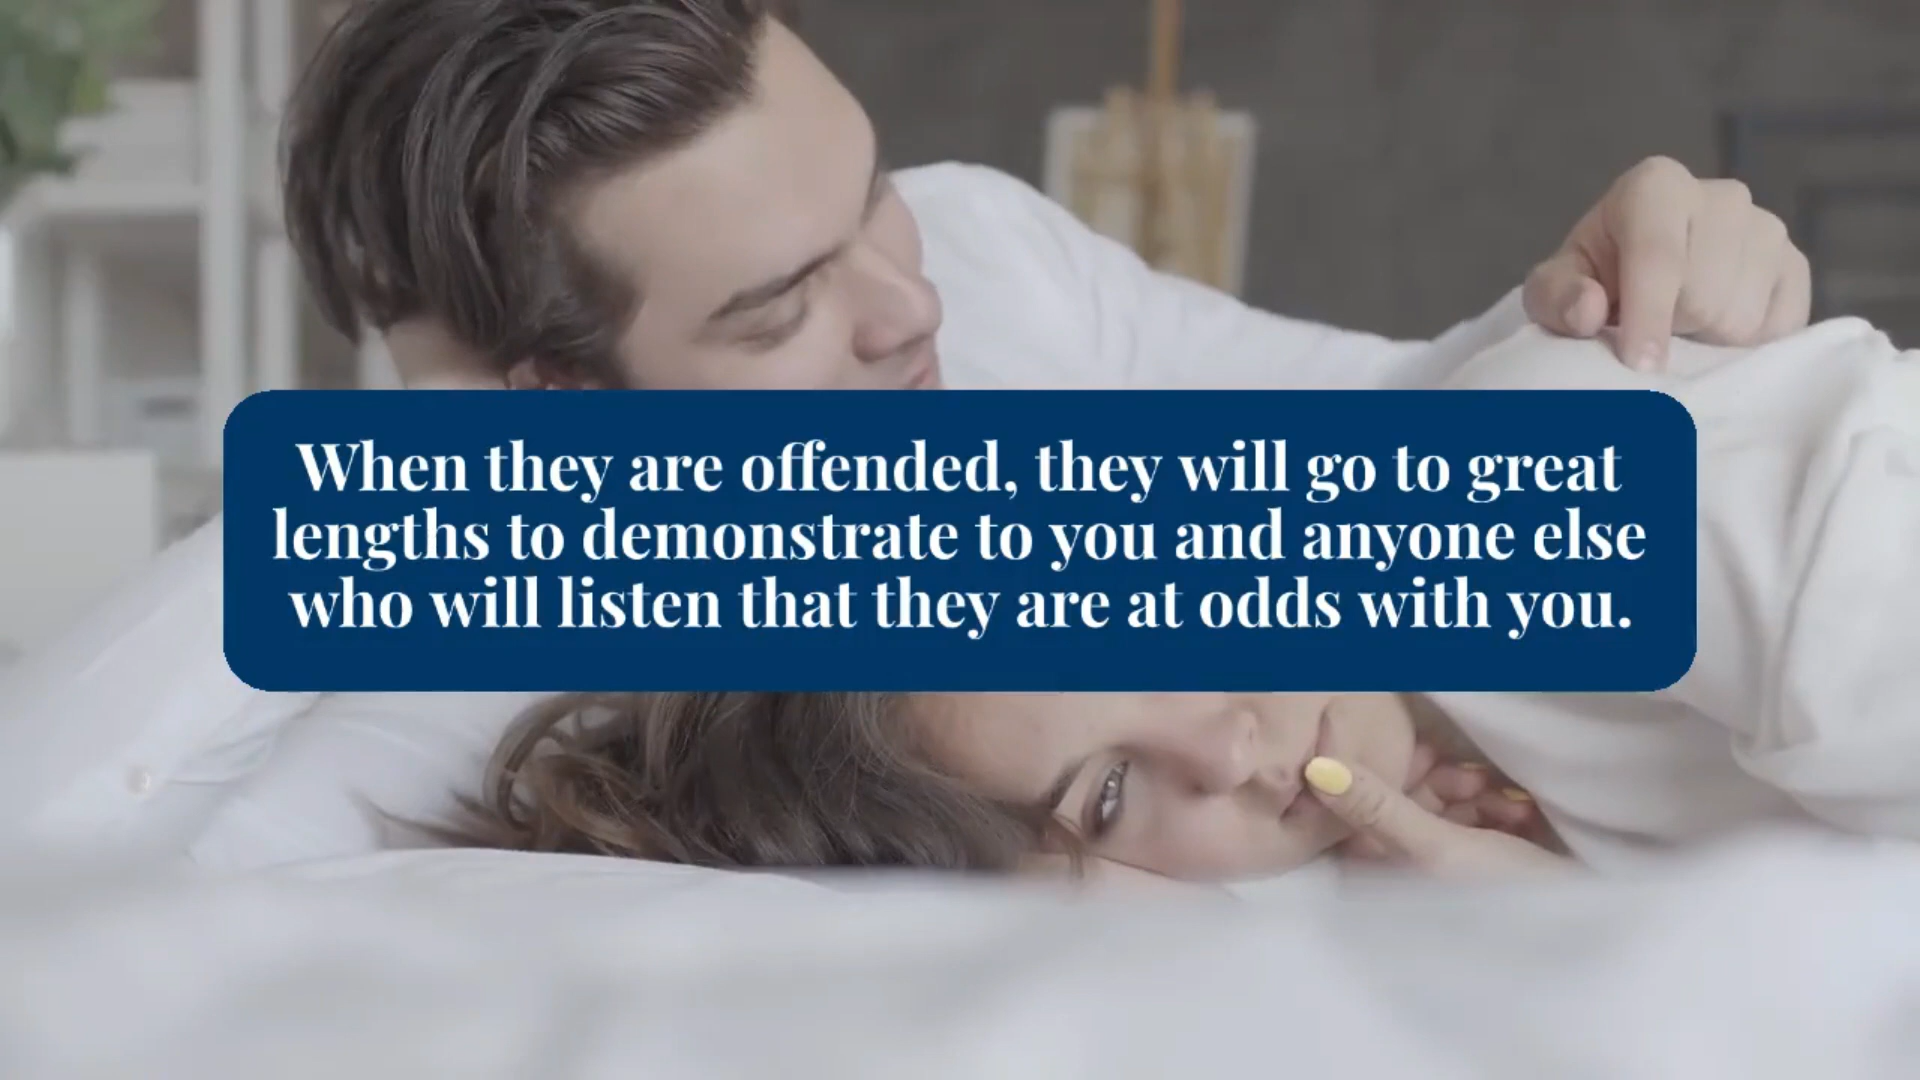 When they are offended, they will go to great
lengths to demonstrate to you and anyone else
who will listen that they are at odds with you.